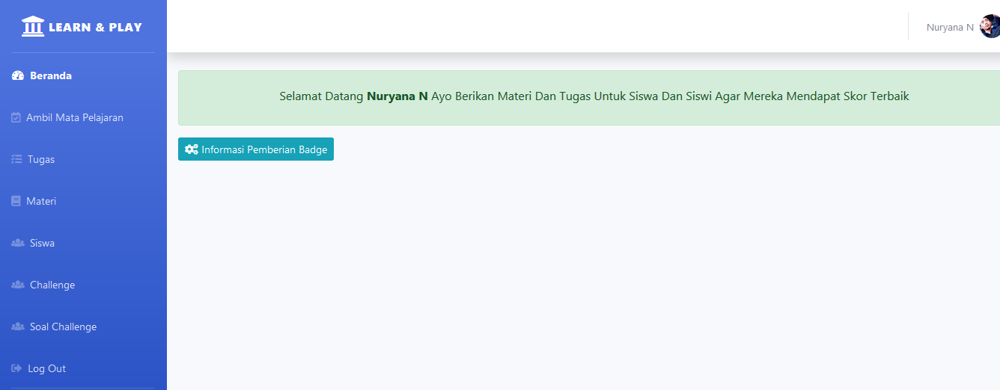 LEARN & PLAY
Nuryana N
Beranda
Ambil Mata Pelajaran
Tugas
Materi
Siswa
Challenge
Soal Challenge
Log Out
Selamat Datang Nuryana N Ayo Berikan Materi Dan Tugas Untuk Siswa Dan Siswi Agar Mereka Mendapat Skor Terbaik
Informasi Pemberian Badge